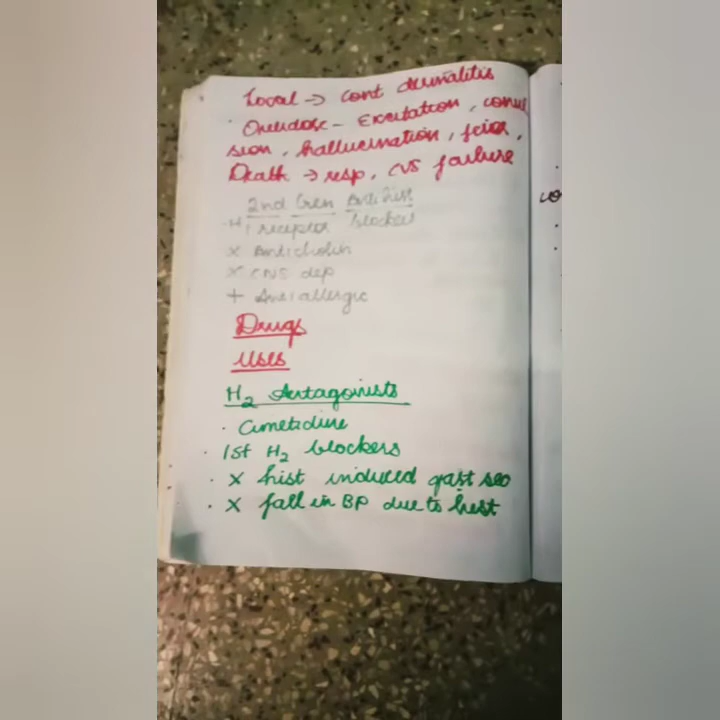 Local → cont dermatitis
· Overdose - Excitation, convul
sion, hallucination, fever,
Death → resp, CVS failure
2nd Gen Antihist
· H1 receptor blockers
X Anticholin
X CNS dep
+ Antiallergic
Drugs
Uses
H2 Antagonists
· Cimetidine
· 1st H2 blockers
· X hist induced gast sec
· X fall in BP due to hist